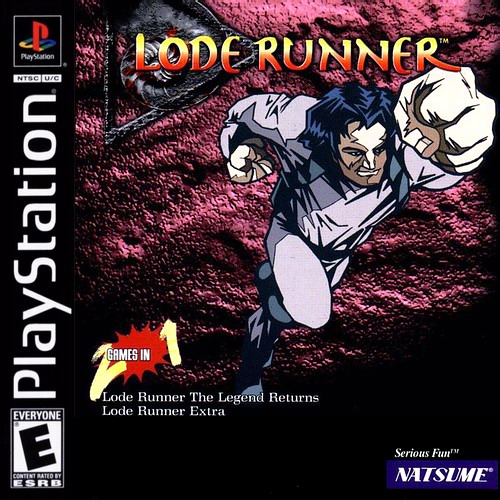 PlayStation
NTSC U/C
PlayStation
LODE RUNNER™
2 GAMES IN 1
Lode Runner The Legend Returns
Lode Runner Extra
EVERYONE
E
CONTENT RATED BY
ESRB
Serious Fun™
NATSUME®